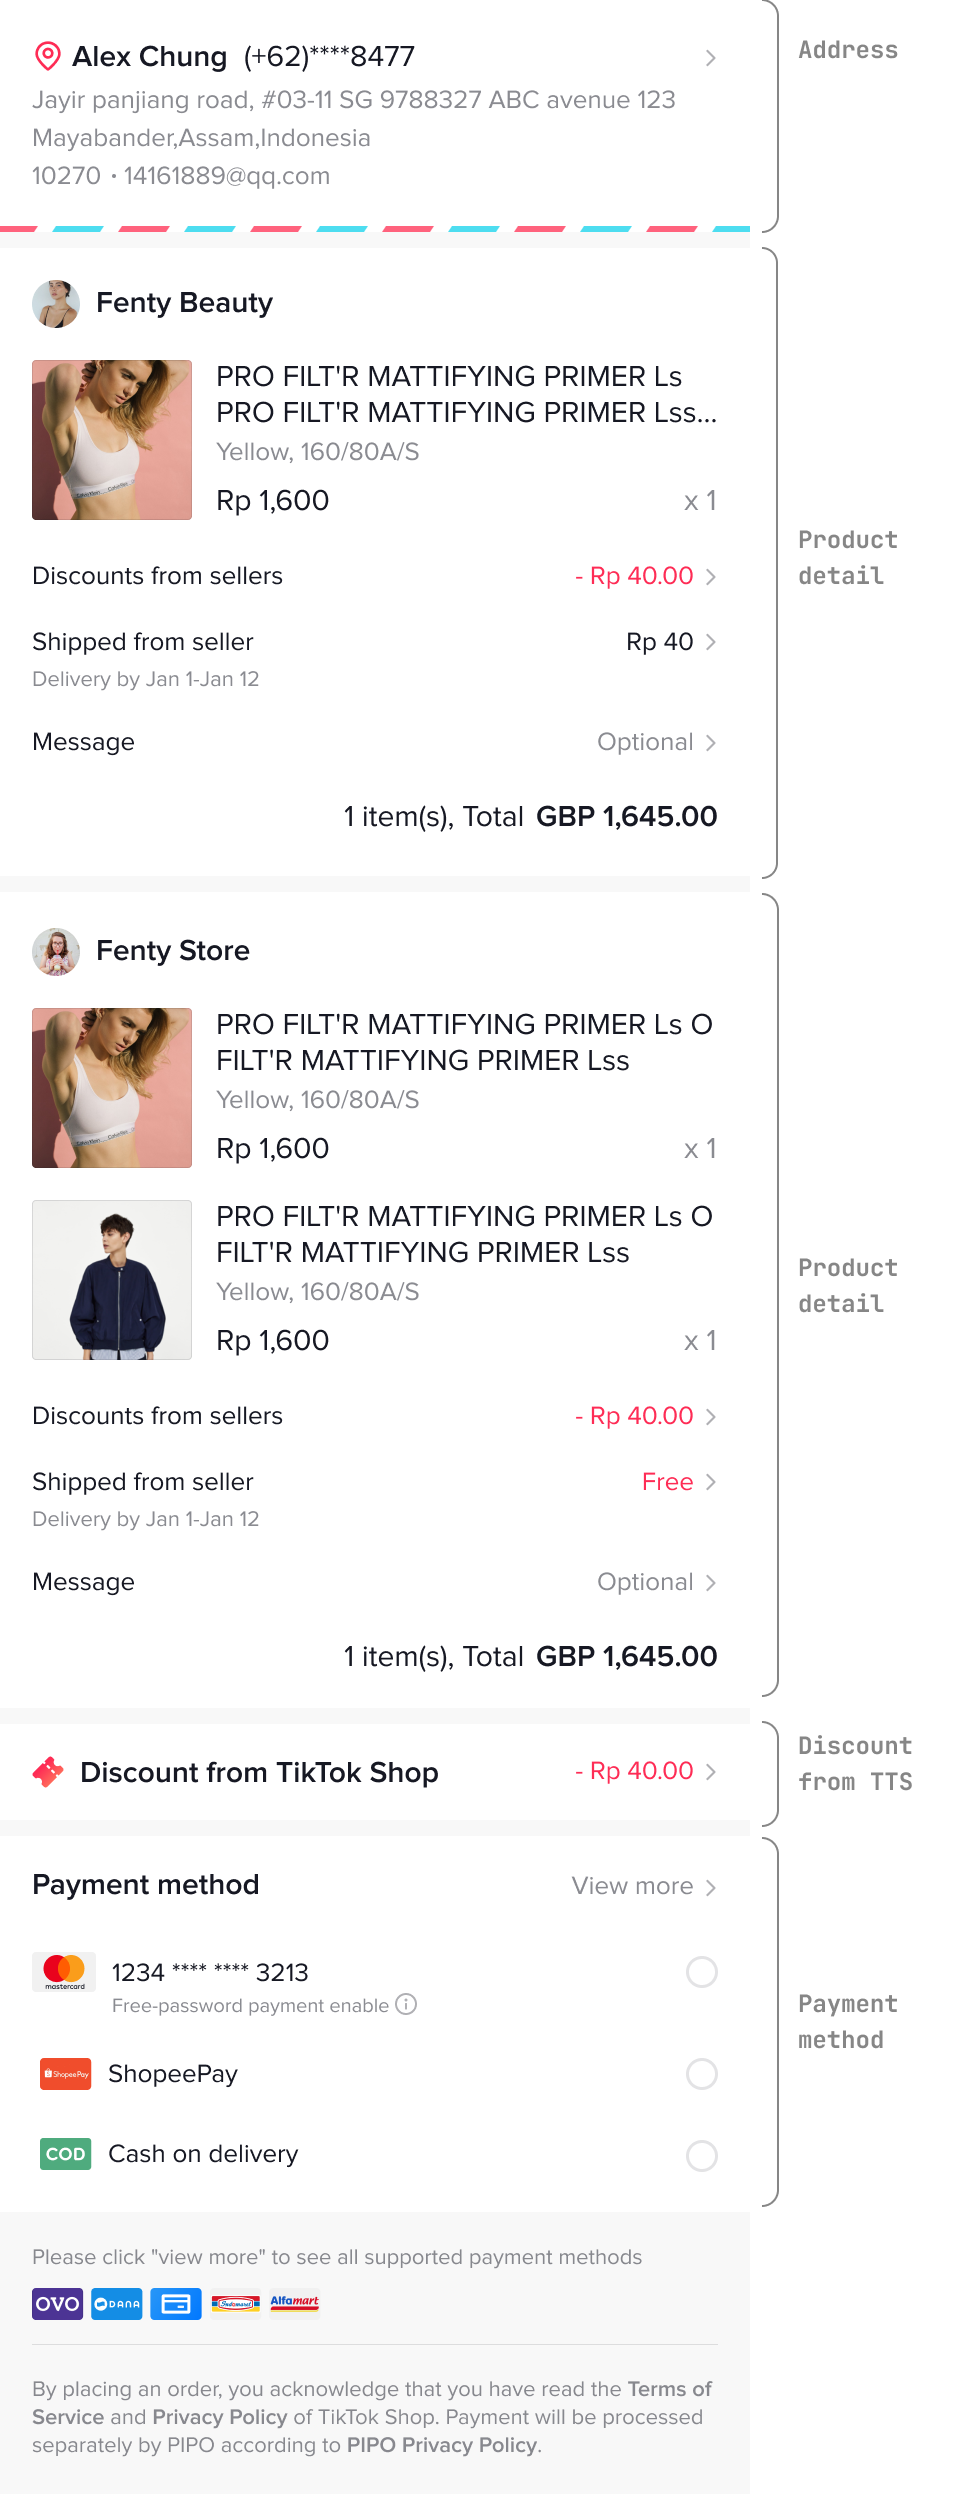 Alex Chung (+62)****8477
Address
Jayir panjiang road, #03-11 SG 9788327 ABC avenue 123
Mayabander,Assam,Indonesia
10270 · 14161889@qq.com
Fenty Beauty
PRO FILT'R MATTIFYING PRIMER Ls
PRO FILT'R MATTIFYING PRIMER Lss...
Yellow, 160/80A/S
Rp 1,600 x 1
Product
detail
Discounts from sellers - Rp 40.00
Shipped from seller Rp 40
Delivery by Jan 1-Jan 12
Message Optional
1 item(s), Total GBP 1,645.00
Fenty Store
PRO FILT'R MATTIFYING PRIMER Ls O
FILT'R MATTIFYING PRIMER Lss
Yellow, 160/80A/S
Rp 1,600 x 1
PRO FILT'R MATTIFYING PRIMER Ls O
FILT'R MATTIFYING PRIMER Lss
Yellow, 160/80A/S
Rp 1,600 x 1
Product
detail
Discounts from sellers - Rp 40.00
Shipped from seller Free
Delivery by Jan 1-Jan 12
Message Optional
1 item(s), Total GBP 1,645.00
Discount from TikTok Shop - Rp 40.00
Discount
from TTS
Payment method View more
mastercard
1234 **** **** 3213
Free-password payment enable
Payment
method
ShopeePay ShopeePay
COD Cash on delivery
Please click "view more" to see all supported payment methods
OVO DANA Indomaret Alfamart
By placing an order, you acknowledge that you have read the Terms of
Service and Privacy Policy of TikTok Shop. Payment will be processed
separately by PIPO according to PIPO Privacy Policy.